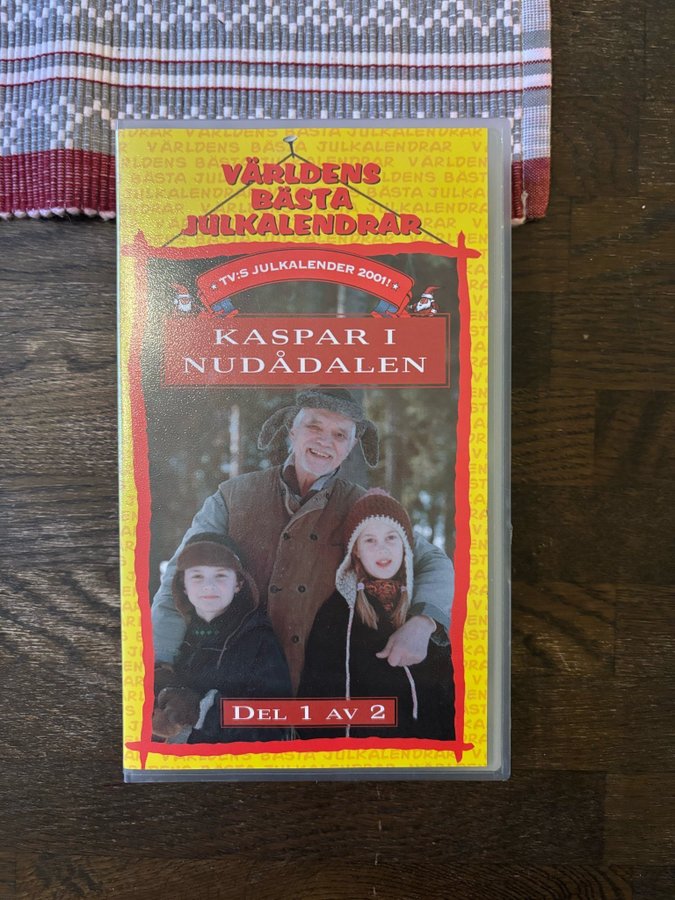 VÄRLDENS
BÄSTA
JULKALENDRAR
TV:S JULKALENDER 2001!
KASPAR I
NUDÅDALEN
DEL 1 AV 2